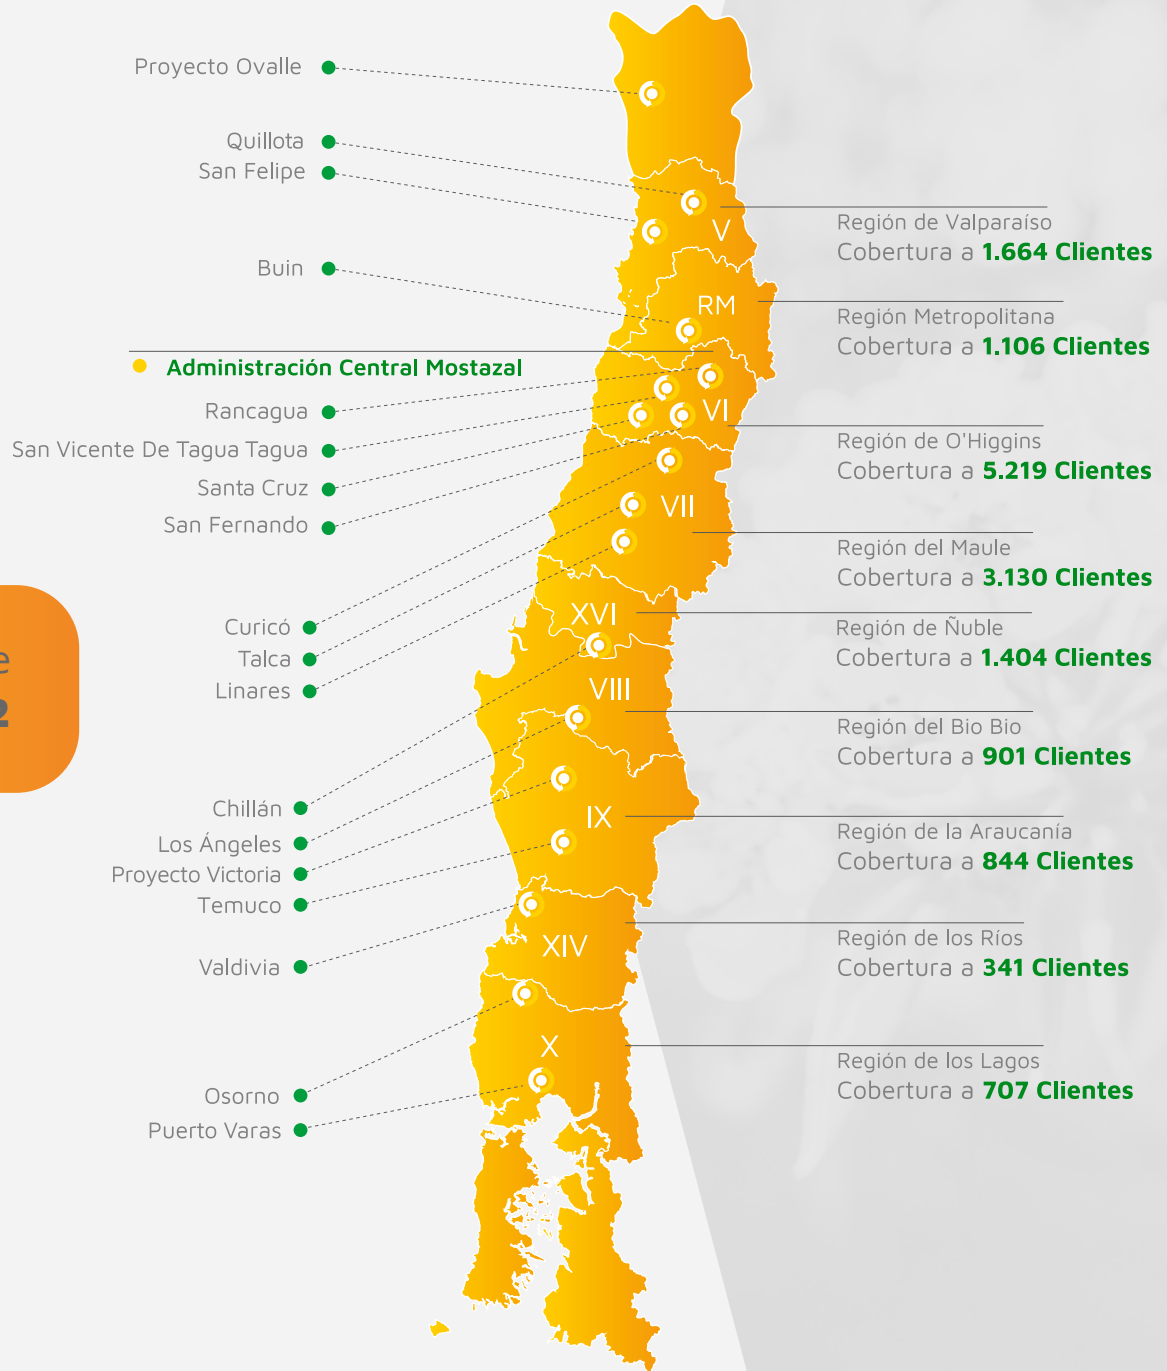 Proyecto Ovalle
Quillota
San Felipe
Buin
Administración Central Mostazal
Rancagua
San Vicente De Tagua Tagua
Santa Cruz
San Fernando
Curicó
Talca
Linares
Chillán
Los Ángeles
Proyecto Victoria
Temuco
Valdivia
Osorno
Puerto Varas
V
RM
VI
VII
XVI
VIII
IX
XIV
X
Región de Valparaíso
Cobertura a 1.664 Clientes
Región Metropolitana
Cobertura a 1.106 Clientes
Región de O'Higgins
Cobertura a 5.219 Clientes
Región del Maule
Cobertura a 3.130 Clientes
Región de Ñuble
Cobertura a 1.404 Clientes
Región del Bio Bio
Cobertura a 901 Clientes
Región de la Araucanía
Cobertura a 844 Clientes
Región de los Ríos
Cobertura a 341 Clientes
Región de los Lagos
Cobertura a 707 Clientes